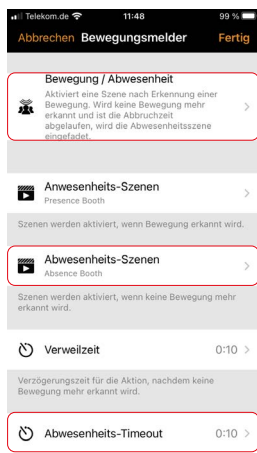 Telekom.de 11:48 99 %
Abbrechen Bewegungsmelder Fertig
Bewegung / Abwesenheit
Aktiviert eine Szene nach Erkennung einer
Bewegung. Wird keine Bewegung mehr
erkannt und ist die Abbruchzeit
abgelaufen, wird die Abwesenheitsszene
eingefadet.
Anwesenheits-Szenen
Presence Booth
Szenen werden aktiviert, wenn Bewegung erkannt wird.
Abwesenheits-Szenen
Absence Booth
Szenen werden aktiviert, wenn keine Bewegung mehr
erkannt wird.
Verweilzeit 0:10
Verzögerungszeit für die Aktion, nachdem keine
Bewegung mehr erkannt wird.
Abwesenheits-Timeout 0:10